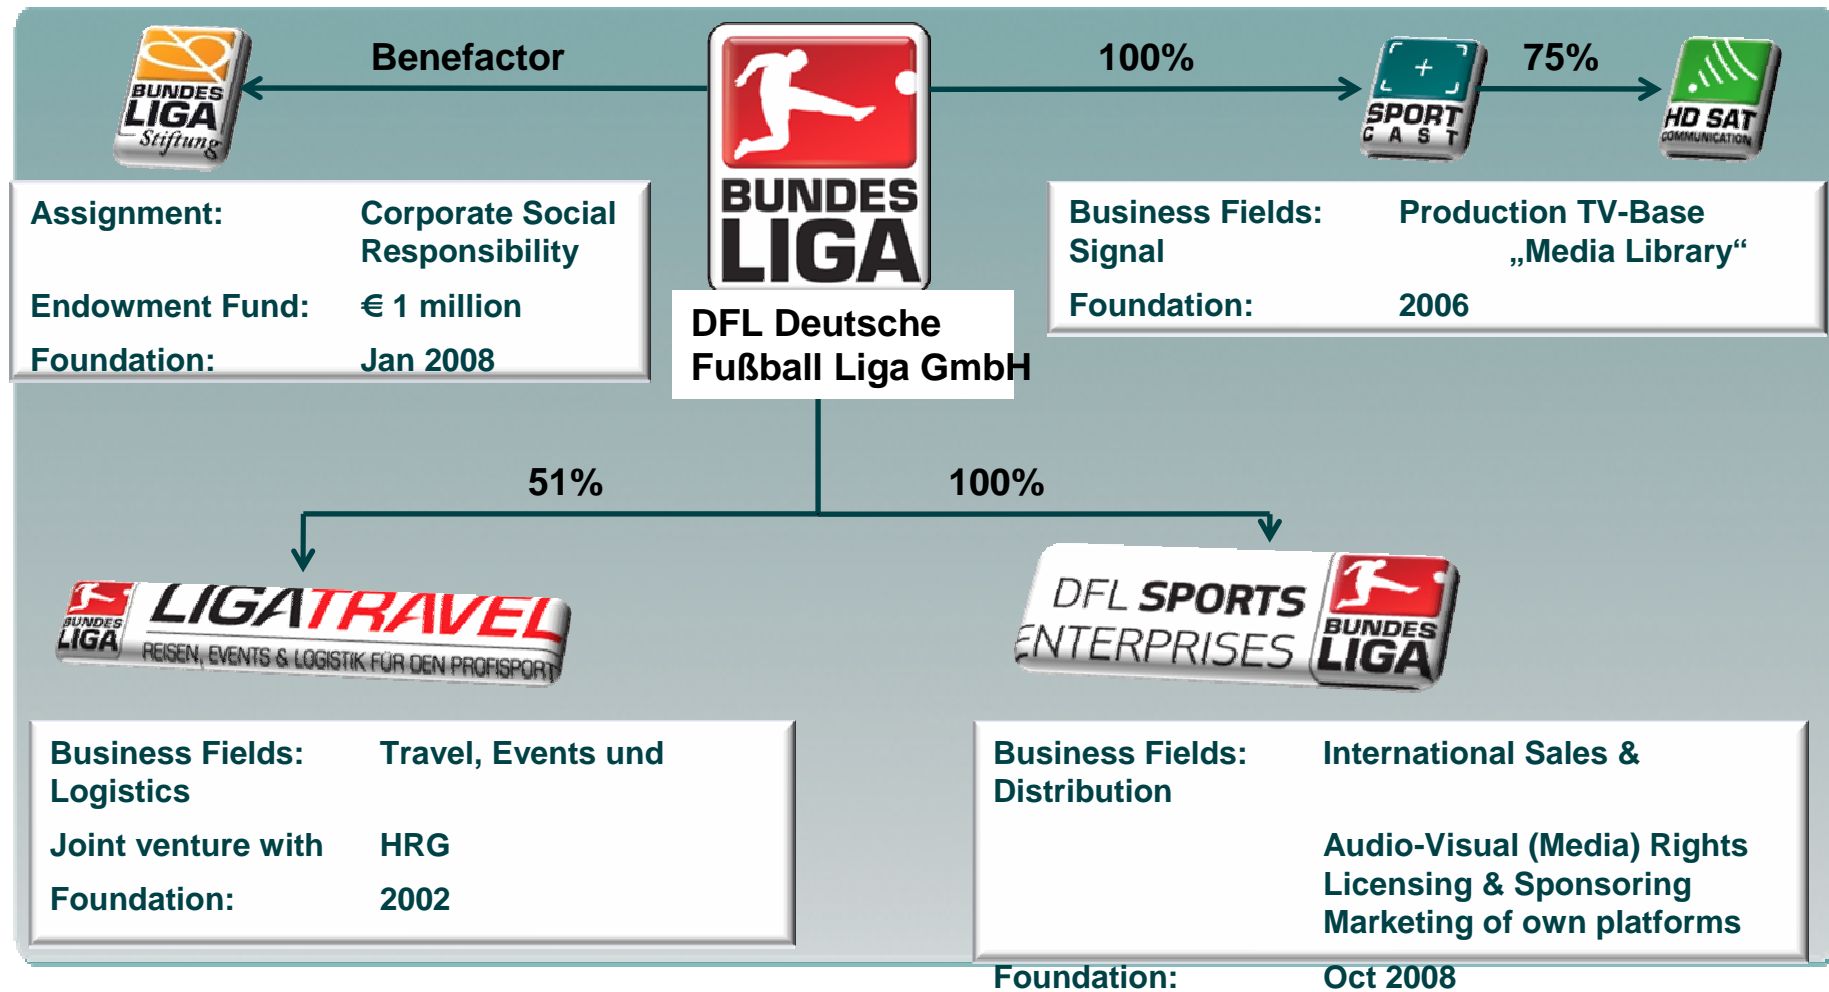 Benefactor
100%
75%
BUNDES
LIGA
Stiftung
BUNDES
LIGA
SPORT
CAST
HD SAT
COMMUNICATION
Assignment: Corporate Social
Responsibility
Endowment Fund: € 1 million
Foundation: Jan 2008
DFL Deutsche
Fußball Liga GmbH
Business Fields: Production TV-Base
Signal „Media Library“
Foundation: 2006
51%
100%
BUNDES
LIGA
LIGATRAVEL
REISEN, EVENTS & LOGISTIK FÜR DEN PROFISPORT
DFL SPORTS
ENTERPRISES
BUNDES
LIGA
Business Fields: Travel, Events und
Logistics
Joint venture with HRG
Foundation: 2002
Business Fields: International Sales &
Distribution
Audio-Visual (Media) Rights
Licensing & Sponsoring
Marketing of own platforms
Foundation: Oct 2008